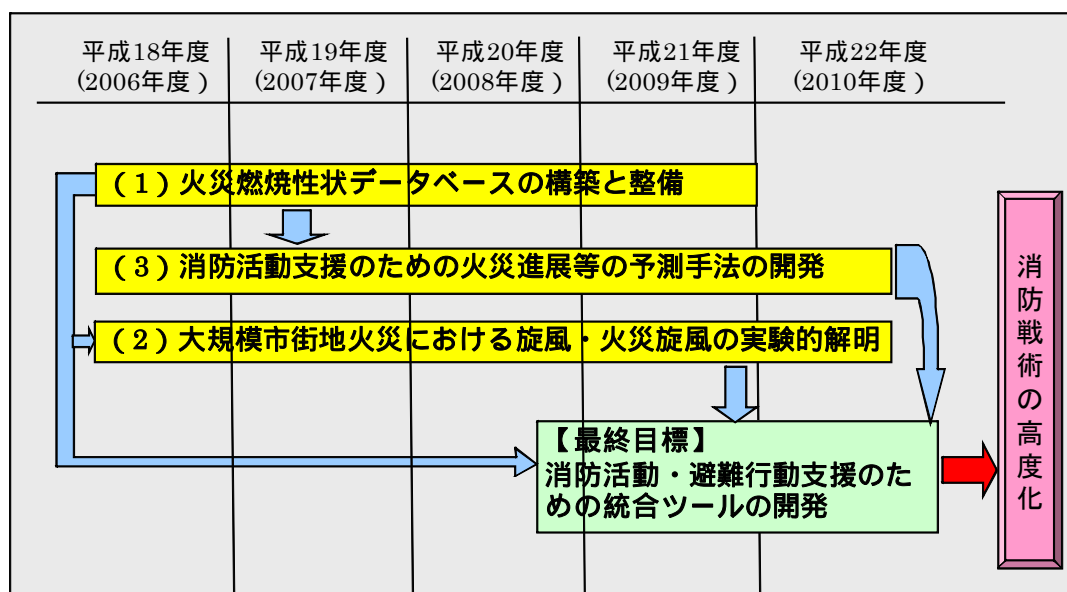 平成18年度
(2006年度)
平成19年度
(2007年度)
平成20年度
(2008年度)
平成21年度
(2009年度)
平成22年度
(2010年度)
(1)火災燃焼性状データベースの構築と整備
(3)消防活動支援のための火災進展等の予測手法の開発
(2)大規模市街地火災における旋風・火災旋風の実験的解明
【最終目標】
消防活動・避難行動支援のた
めの統合ツールの開発
消防戦術の高度化